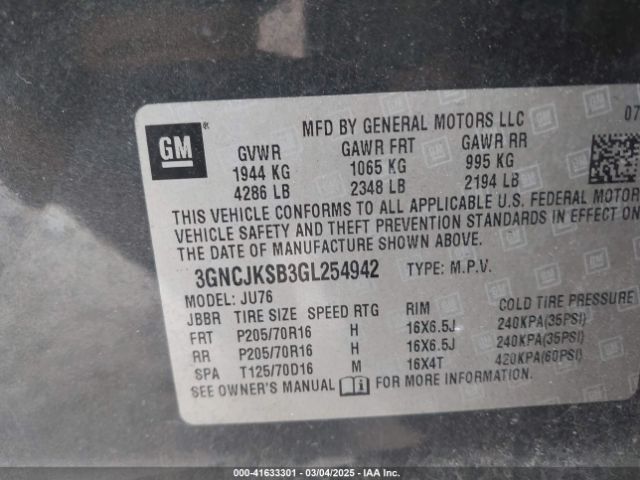 MFD BY GENERAL MOTORS LLC 07
GM ®
GVWR GAWR FRT GAWR RR
1944 KG 1065 KG 995 KG
4286 LB 2348 LB 2194 LB
THIS VEHICLE CONFORMS TO ALL APPLICABLE U.S. FEDERAL MOTOR
VEHICLE SAFETY AND THEFT PREVENTION STANDARDS IN EFFECT ON
THE DATE OF MANUFACTURE SHOWN ABOVE.
3GNCJKSB3GL254942 TYPE: M.P.V.
MODEL: JU76
JBBR TIRE SIZE SPEED RTG RIM COLD TIRE PRESSURE
FRT P205/70R16 H 16X6.5J 240KPA(35PSI)
RR P205/70R16 H 16X6.5J 240KPA(35PSI)
SPA T125/70D16 M 16X4T 420KPA(60PSI)
SEE OWNER'S MANUAL FOR MORE INFORMATION.
000-41633301 — 03/04/2025 — IAA Inc.